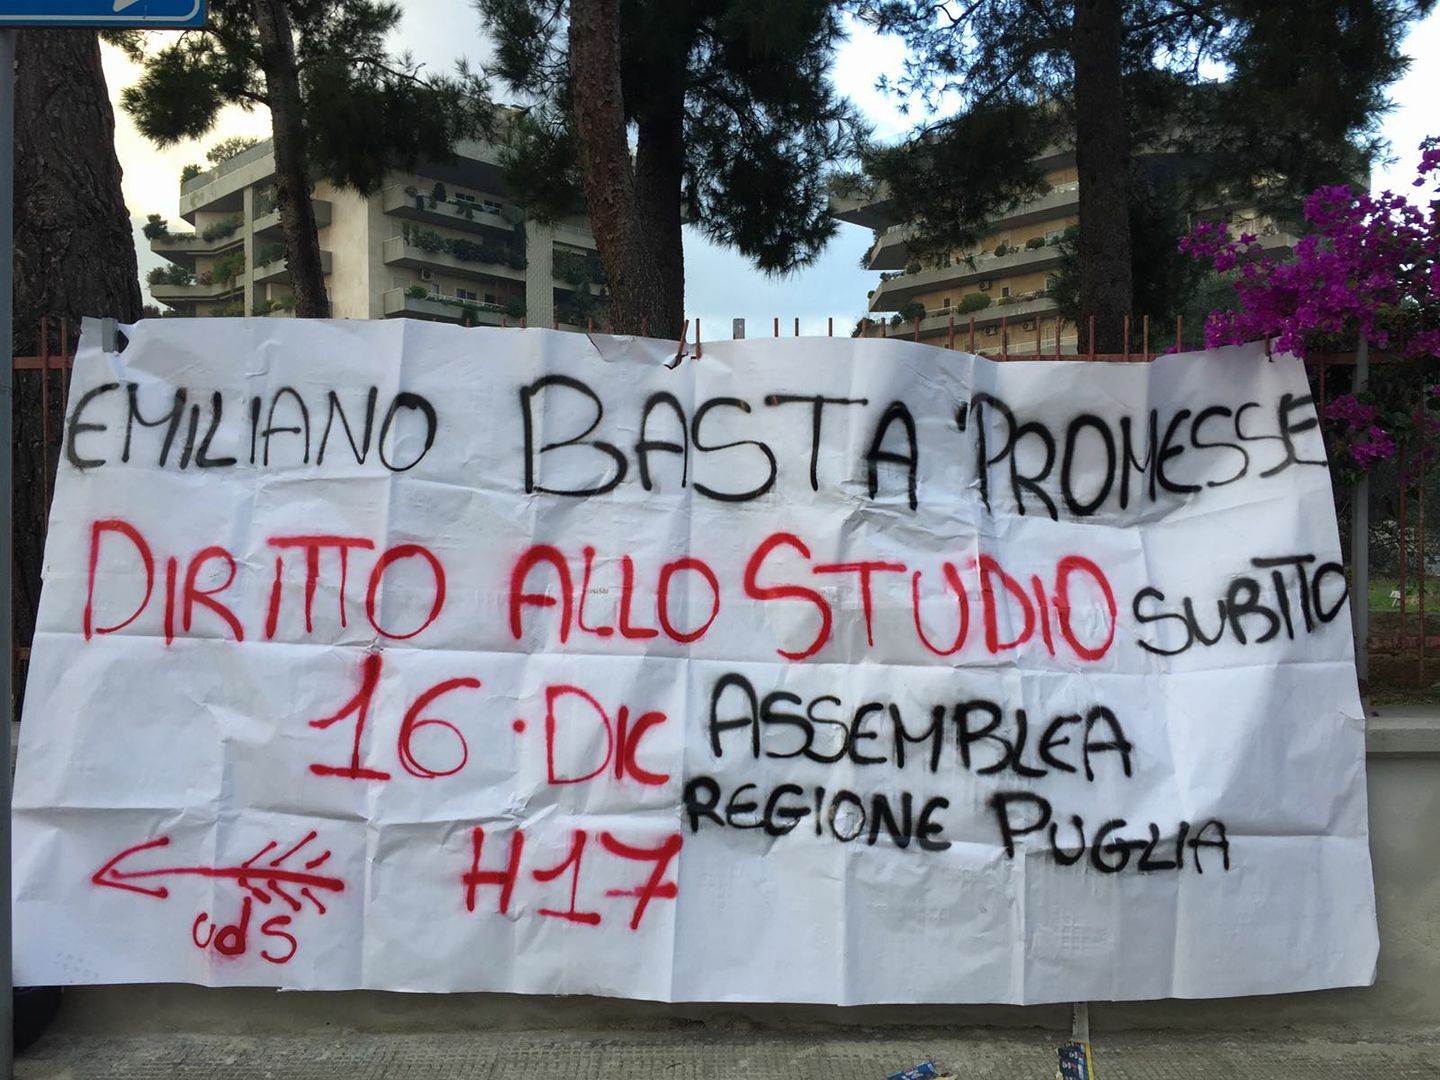 EMILIANO BASTA PROMESSE
DIRITTO ALLO STUDIO SUBITO
16 · DIC ASSEMBLEA
REGIONE PUGLIA
H17
uds